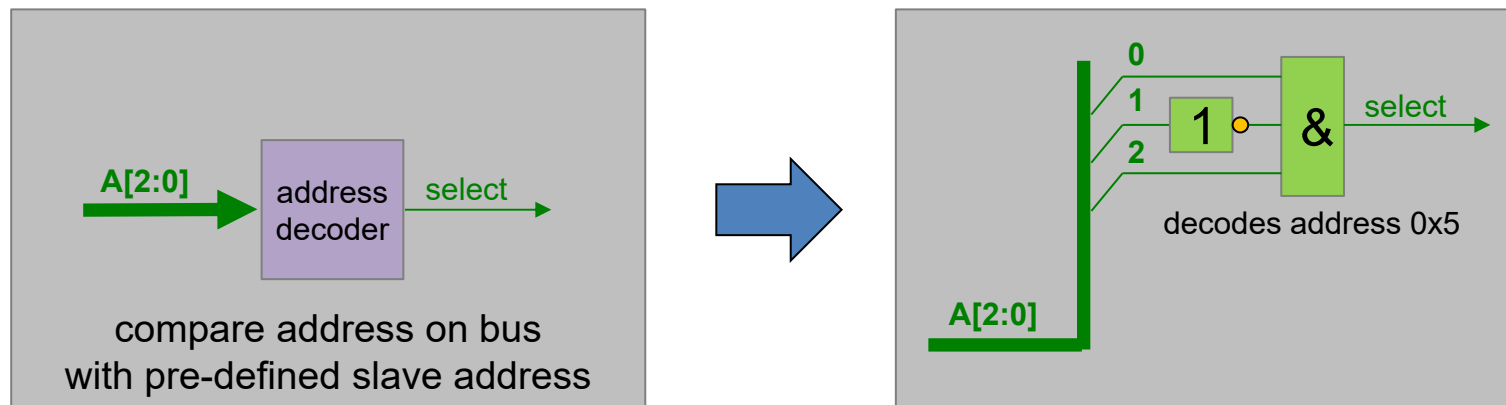 A[2:0]
address
decoder
select
compare address on bus
with pre-defined slave address
0
1
2
1
&
select
decodes address 0x5
A[2:0]